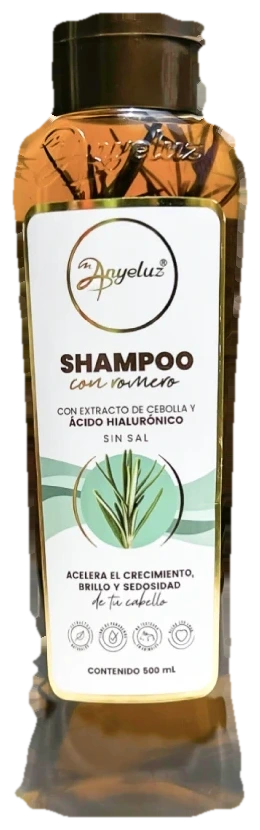 Anyeluz
Anyeluz®
SHAMPOO
con romero
CON EXTRACTO DE CEBOLLA Y
ÁCIDO HIALURÓNICO
SIN SAL
ACELERA EL CRECIMIENTO,
BRILLO Y SEDOSIDAD
de tu cabello
CONTENIDO 500 mL